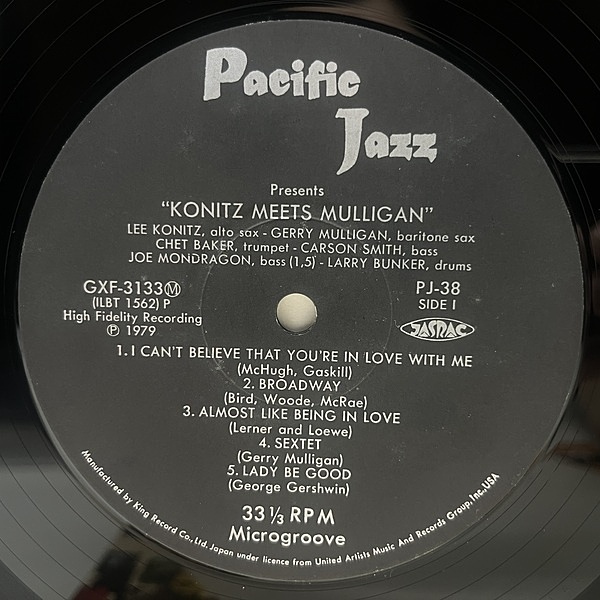 Pacific
Jazz
Presents
“KONITZ MEETS MULLIGAN”
LEE KONITZ, alto sax - GERRY MULLIGAN, baritone sax
CHET BAKER, trumpet - CARSON SMITH, bass
JOE MONDRAGON, bass (1,5) - LARRY BUNKER, drums
GXF-3133Ⓜ
(ILBT 1562) P
High Fidelity Recording
Ⓟ 1979
PJ-38
SIDE I
JASRAC
1. I CAN'T BELIEVE THAT YOU'RE IN LOVE WITH ME
(McHugh, Gaskill)
2. BROADWAY
(Bird, Woode, McRae)
3. ALMOST LIKE BEING IN LOVE
(Lerner and Loewe)
4. SEXTET
(Gerry Mulligan)
5. LADY BE GOOD
(George Gershwin)
33 ⅓ RPM
Microgroove
Manufactured by King Record Co., Ltd. Japan under licence from United Artists Music And Records Group, Inc, USA